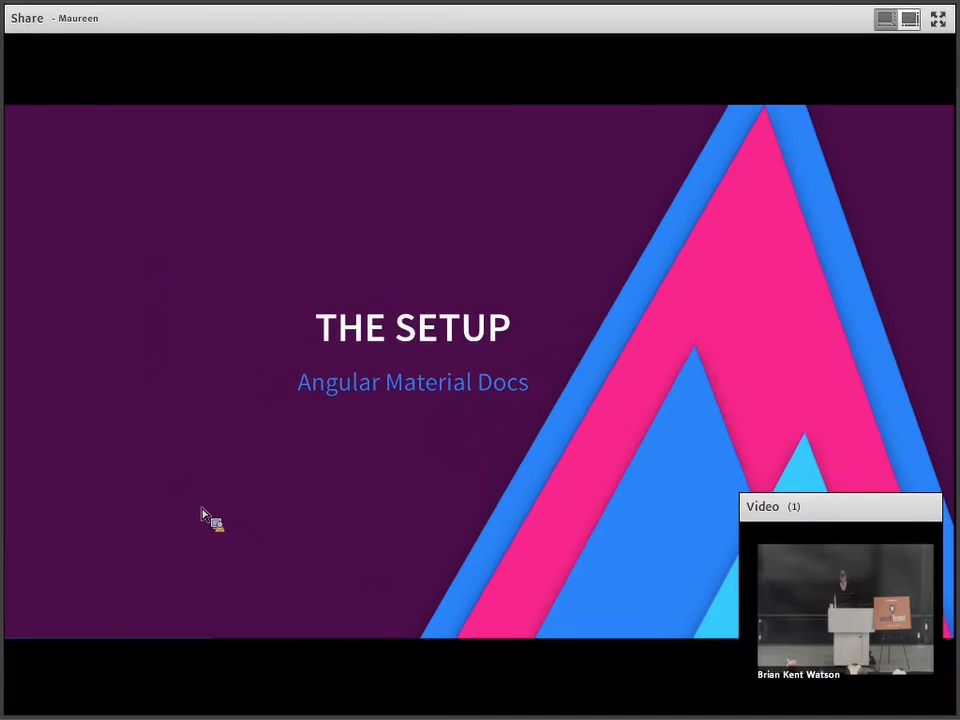 Share - Maureen
THE SETUP
Angular Material Docs
Video (1)
Brian Kent Watson